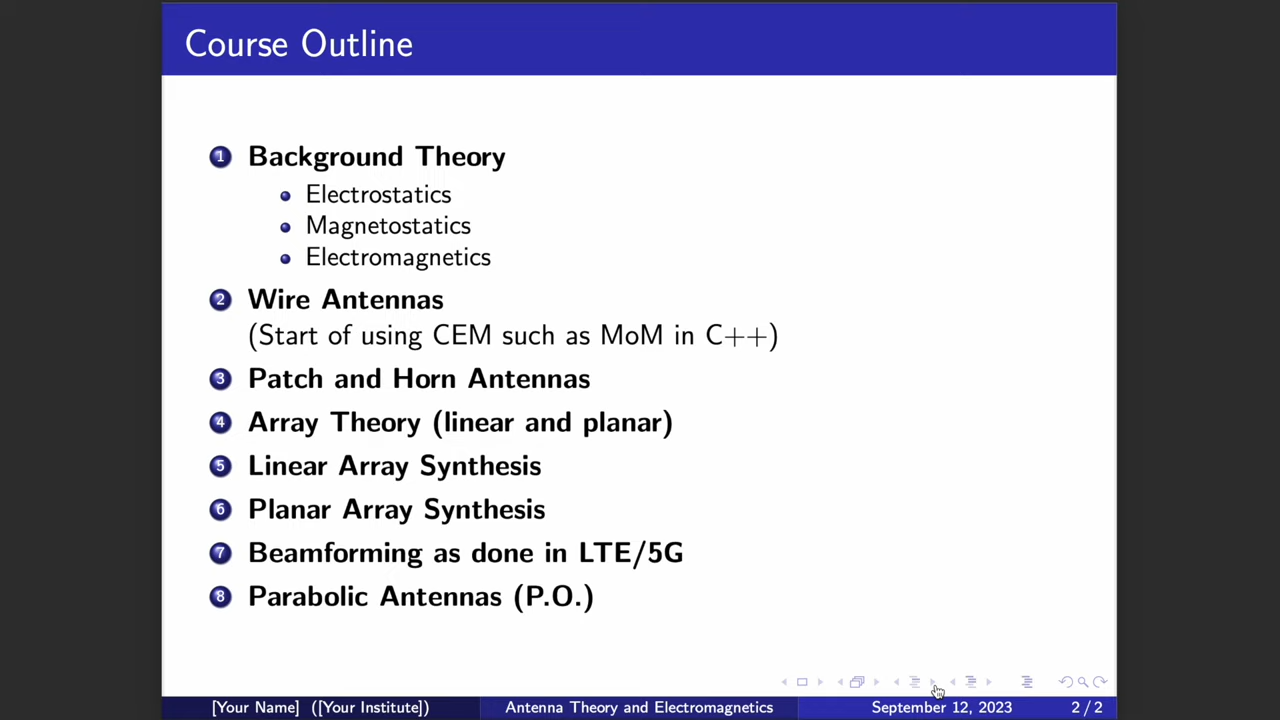 Course Outline
1 Background Theory
Electrostatics
Magnetostatics
Electromagnetics
2 Wire Antennas
(Start of using CEM such as MoM in C++)
3 Patch and Horn Antennas
4 Array Theory (linear and planar)
5 Linear Array Synthesis
6 Planar Array Synthesis
7 Beamforming as done in LTE/5G
8 Parabolic Antennas (P.O.)
[Your Name] ([Your Institute]) Antenna Theory and Electromagnetics September 12, 2023 2 / 2